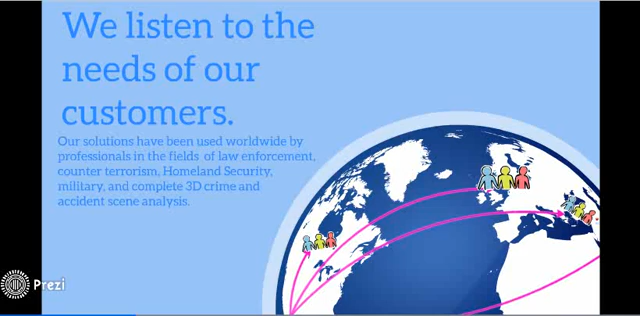 We listen to the
needs of our
customers.
Our solutions have been used worldwide by
professionals in the fields of law enforcement,
counter terrorism, Homeland Security,
military, and complete 3D crime and
accident scene analysis.
Prezi